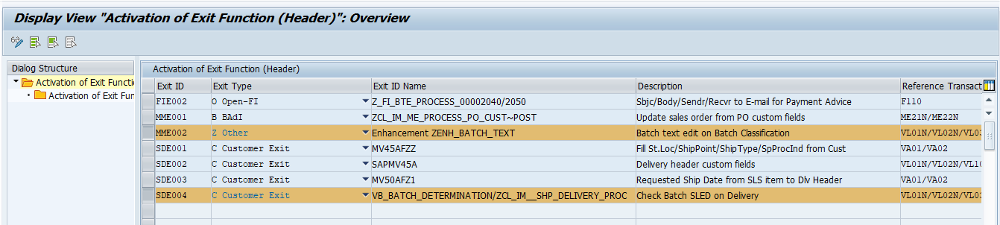 Display View "Activation of Exit Function (Header)": Overview
Dialog Structure
Activation of Exit Functi
Activation of Exit Fur
Activation of Exit Function (Header)
Exit ID Exit Type Exit ID Name Description Reference Transact
FIE002 O Open-FI Z_FI_BTE_PROCESS_00002040/2050 Sbjc/Body/Sendr/Recvr to E-mail for Payment Advice F110
MME001 B BAdI ZCL_IM_ME_PROCESS_PO_CUST~POST Update sales order from PO custom fields ME21N/ME22N
MME002 Z Other Enhancement ZENH_BATCH_TEXT Batch text edit on Batch Classification VL01N/VL02N/VL03
SDE001 C Customer Exit MV45AFZZ Fill St.Loc/ShipPoint/ShipType/SpProcInd from Cust VA01/VA02
SDE002 C Customer Exit SAPMV45A Delivery header custom fields VL01N/VL02N/VL10
SDE003 C Customer Exit MV50AFZ1 Requested Ship Date from SLS item to Dlv Header VA01/VA02
SDE004 C Customer Exit VB_BATCH_DETERMINATION/ZCL_IM__SHP_DELIVERY_PROC Check Batch SLED on Delivery VL01N/VL02N/VL03